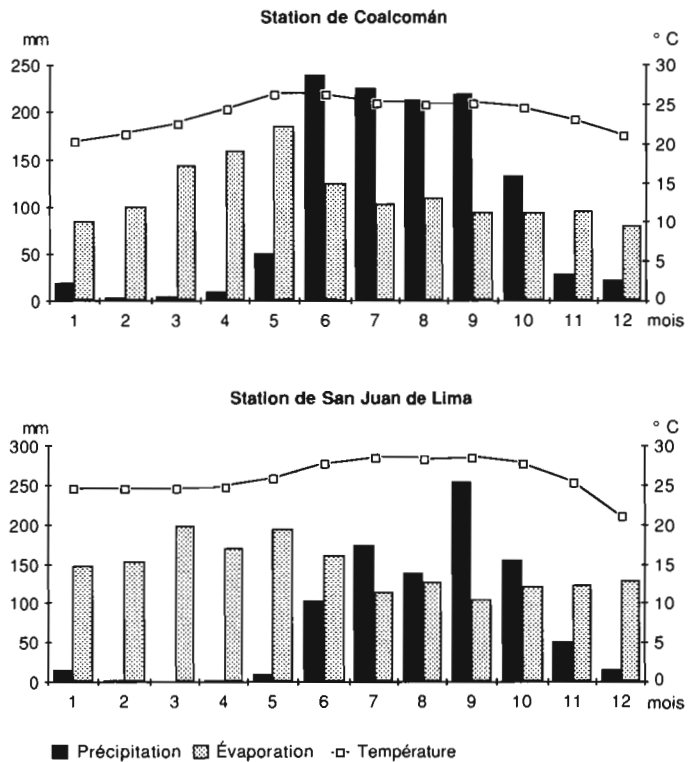 Station de Coalcomán
mm ° C
250 30
200 25
150 20
100 15
50 10
0 5
0
1 2 3 4 5 6 7 8 9 10 11 12 mois
Station de San Juan de Lima
mm ° C
300 30
250 25
200 20
150 15
100 10
50 5
0 0
1 2 3 4 5 6 7 8 9 10 11 12 mois
Précipitation Évaporation Température